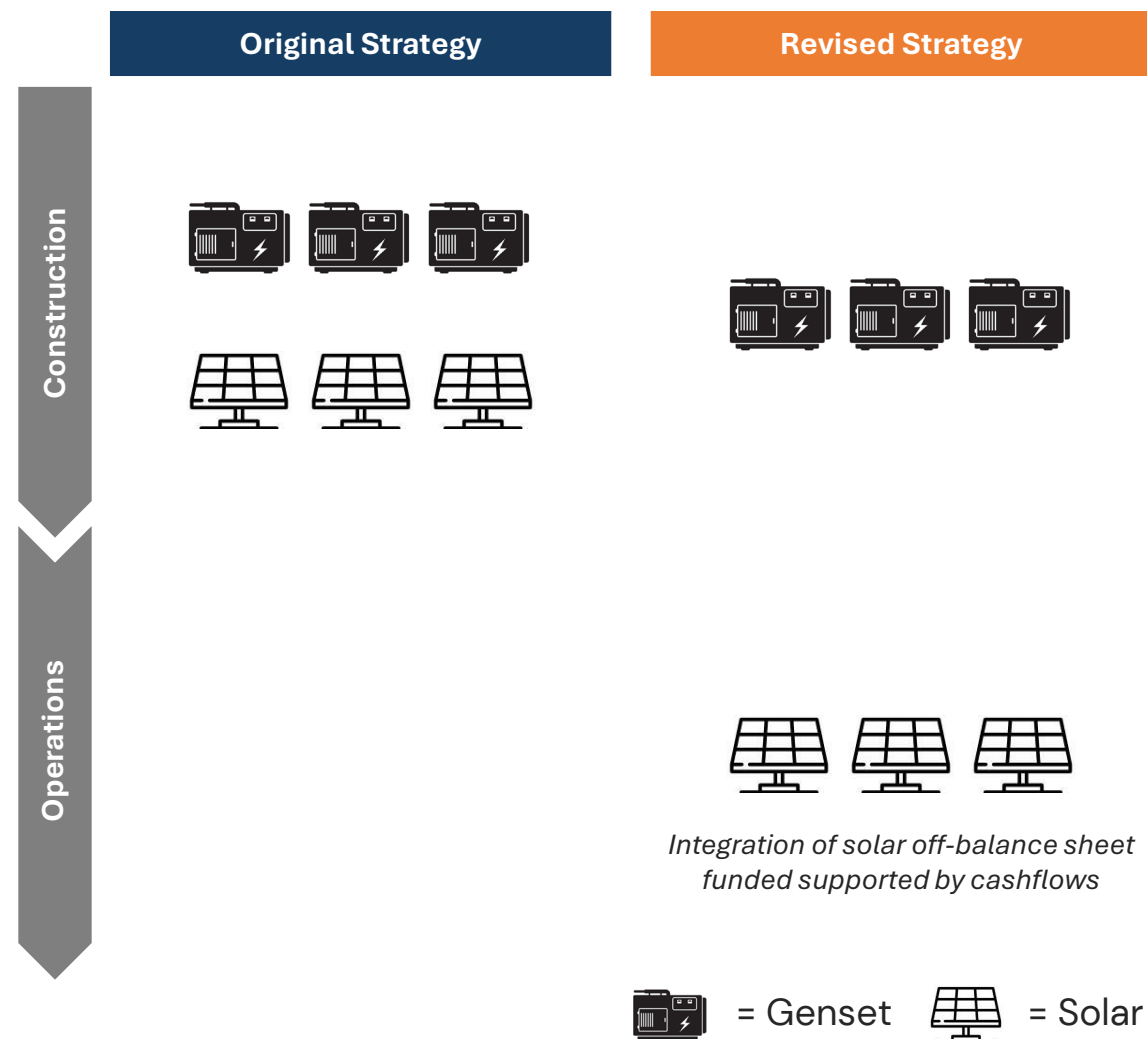 Original Strategy
Revised Strategy
Construction
Operations
Integration of solar off-balance sheet
funded supported by cashflows
= Genset
= Solar